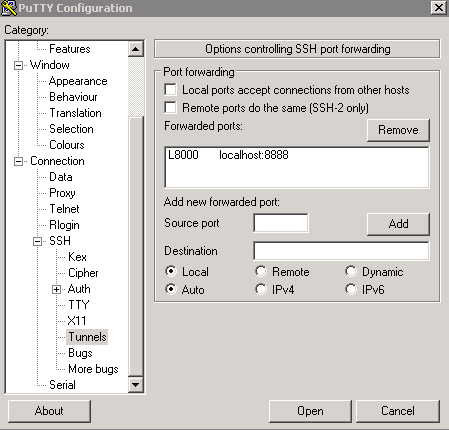 PuTTY Configuration
Category:
Features
Window
Appearance
Behaviour
Translation
Selection
Colours
Connection
Data
Proxy
Telnet
Rlogin
SSH
Kex
Cipher
Auth
TTY
X11
Tunnels
Bugs
More bugs
Serial
Options controlling SSH port forwarding
Port forwarding
Local ports accept connections from other hosts
Remote ports do the same (SSH-2 only)
Forwarded ports:
Remove
L8000 localhost:8888
Add new forwarded port:
Source port
Add
Destination
Local Remote Dynamic
Auto IPv4 IPv6
About
Open
Cancel